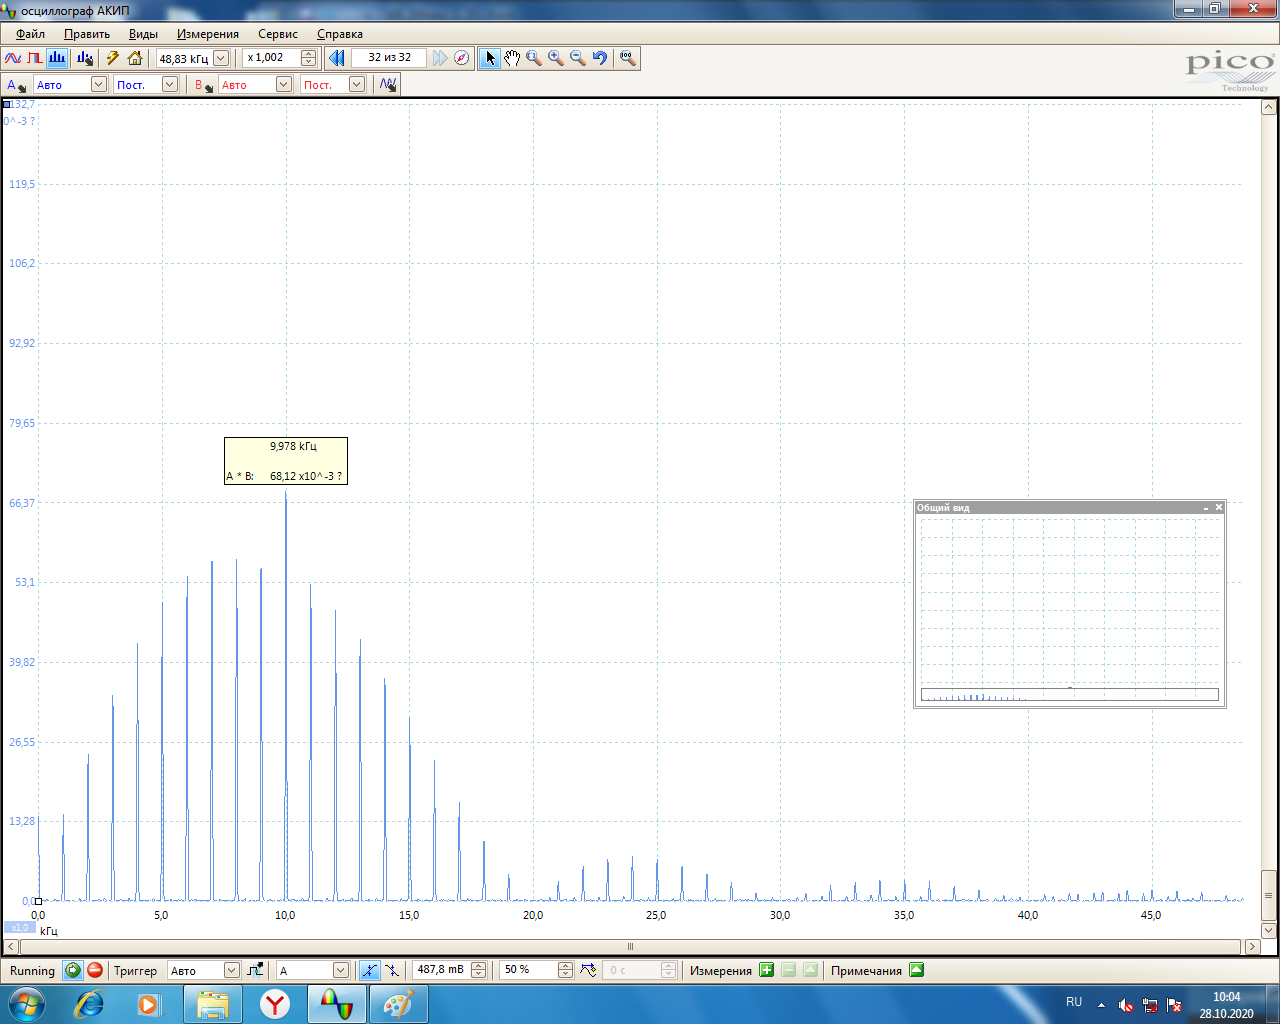 осциллограф АКИП
Файл Править Виды Измерения Сервис Справка
48,83 кГц x 1,002 32 из 32
A Авто Пост. B Авто Пост.
pico
Technology
132,7
0^-3 ?
119,5
106,2
92,92
79,65
9,978 кГц
A * B: 68,12 x10^-3 ?
66,37
Общий вид
53,1
39,82
26,55
13,28
0,0
0,0 5,0 10,0 15,0 20,0 25,0 30,0 35,0 40,0 45,0
x1,0
кГц
Running Триггер Авто A 487,8 mB 50 % 0 с Измерения Примечания
RU 10:04
28.10.2020